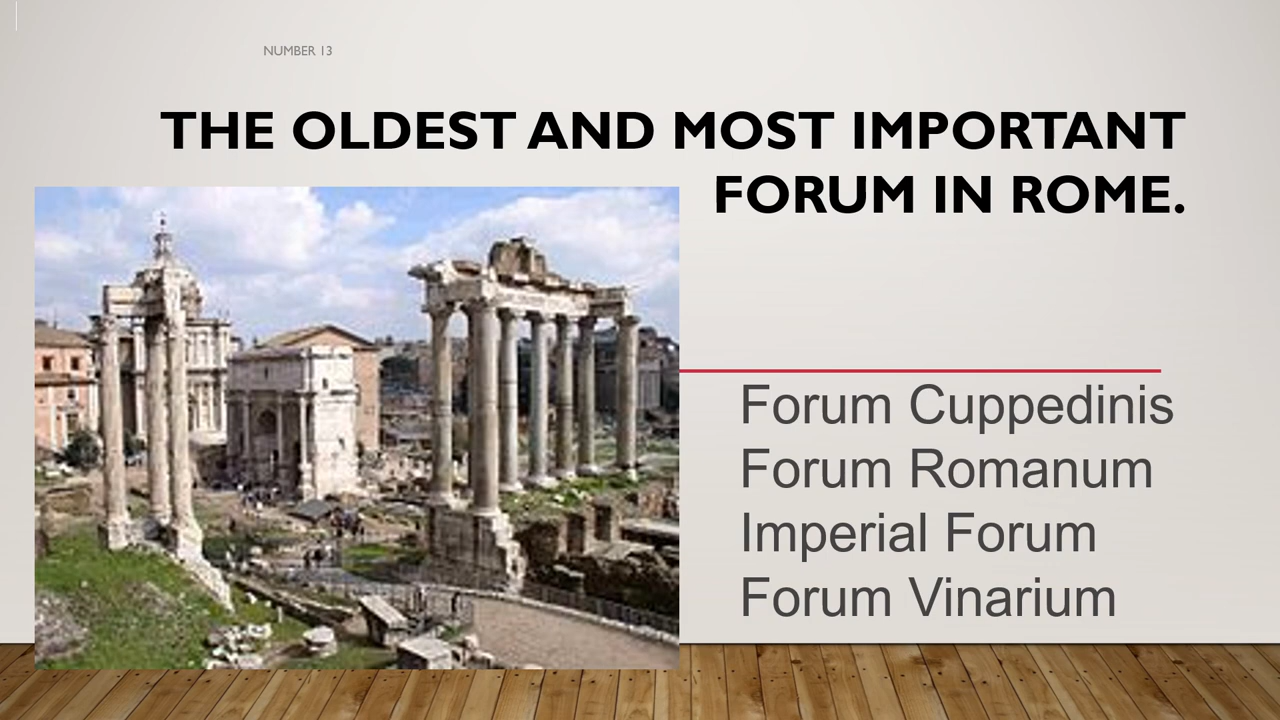 NUMBER 13
THE OLDEST AND MOST IMPORTANT
FORUM IN ROME.
Forum Cuppedinis
Forum Romanum
Imperial Forum
Forum Vinarium